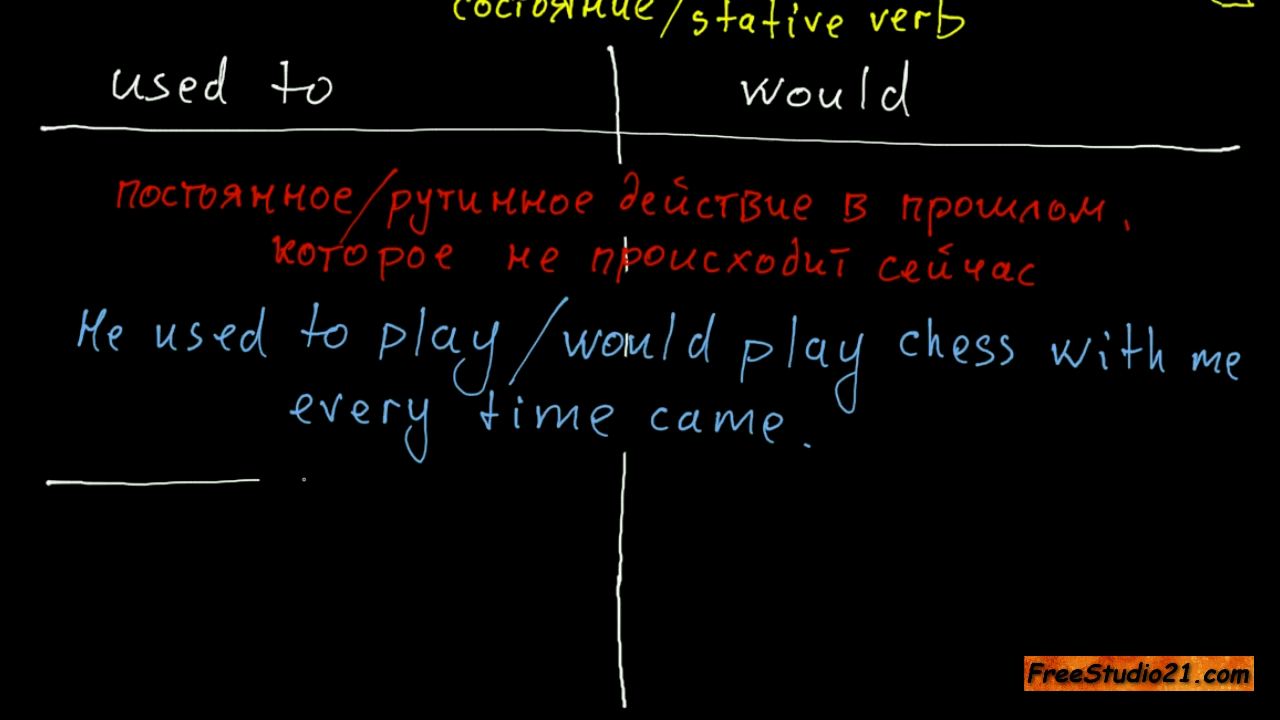 состояние/stative verb
used to would
постоянное/рутинное действие в прошлом,
которое не происходит сейчас
He used to play/would play chess with me
every time came.
FreeStudio21.com